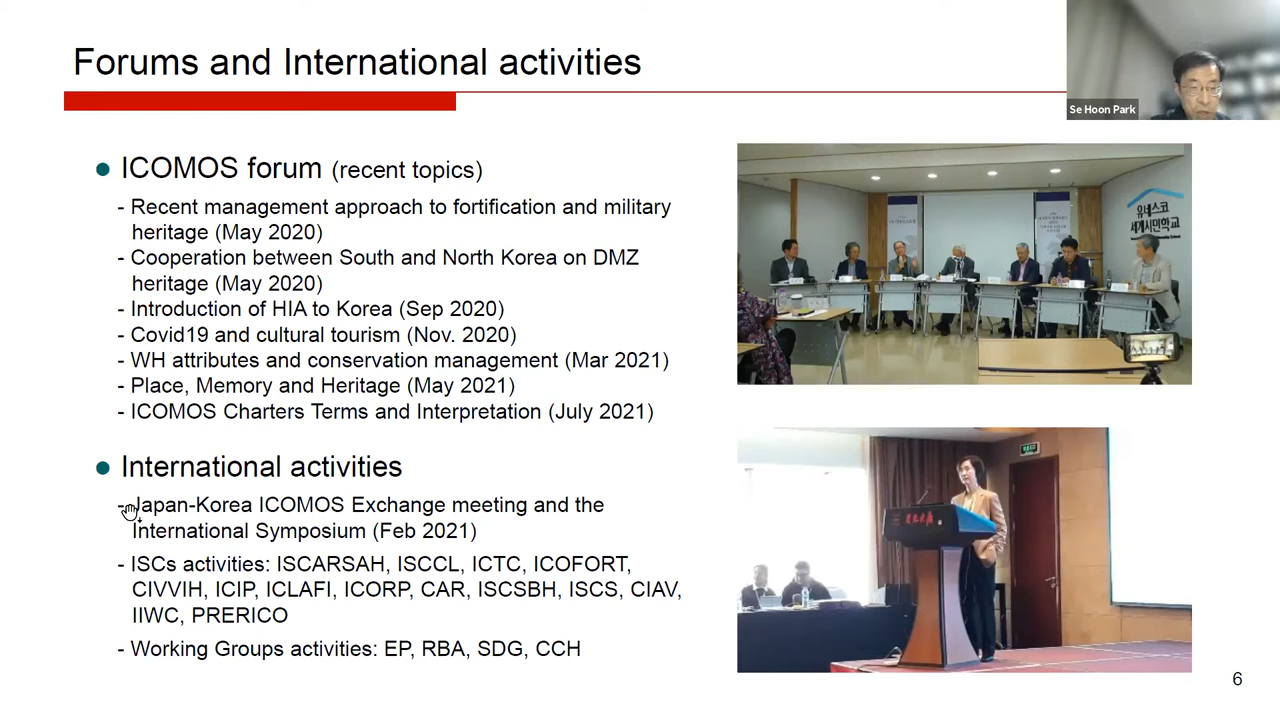 Forums and International activities
Se Hoon Park
● ICOMOS forum (recent topics)
- Recent management approach to fortification and military
heritage (May 2020)
- Cooperation between South and North Korea on DMZ
heritage (May 2020)
- Introduction of HIA to Korea (Sep 2020)
- Covid19 and cultural tourism (Nov. 2020)
- WH attributes and conservation management (Mar 2021)
- Place, Memory and Heritage (May 2021)
- ICOMOS Charters Terms and Interpretation (July 2021)
유네스코
세계시민학교
● International activities
- Japan-Korea ICOMOS Exchange meeting and the
International Symposium (Feb 2021)
- ISCs activities: ISCARSAH, ISCCL, ICTC, ICOFORT,
CIVVIH, ICIP, ICLAFI, ICORP, CAR, ISCSBH, ISCS, CIAV,
IIWC, PRERICO
- Working Groups activities: EP, RBA, SDG, CCH
6